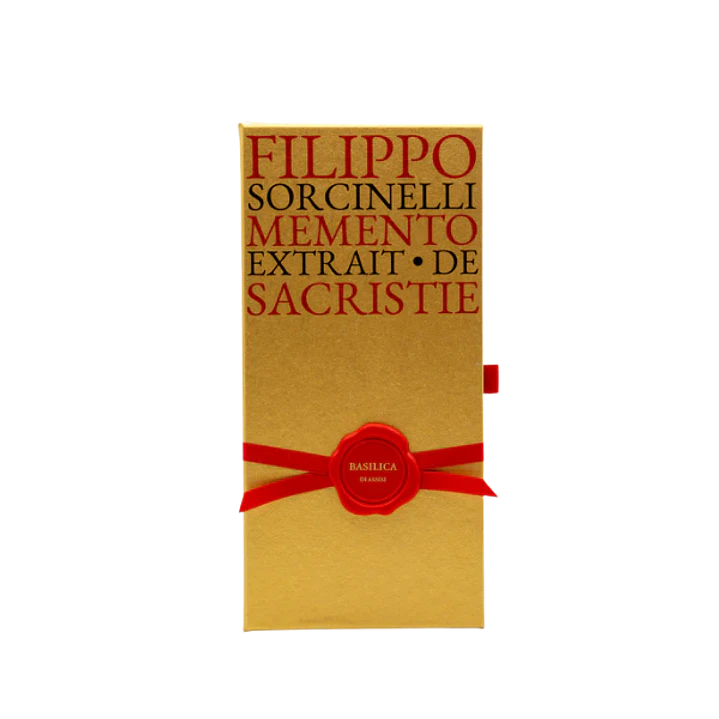 FILIPPO
SORCINELLI
MEMENTO
EXTRAIT • DE
SACRISTIE
BASILICA